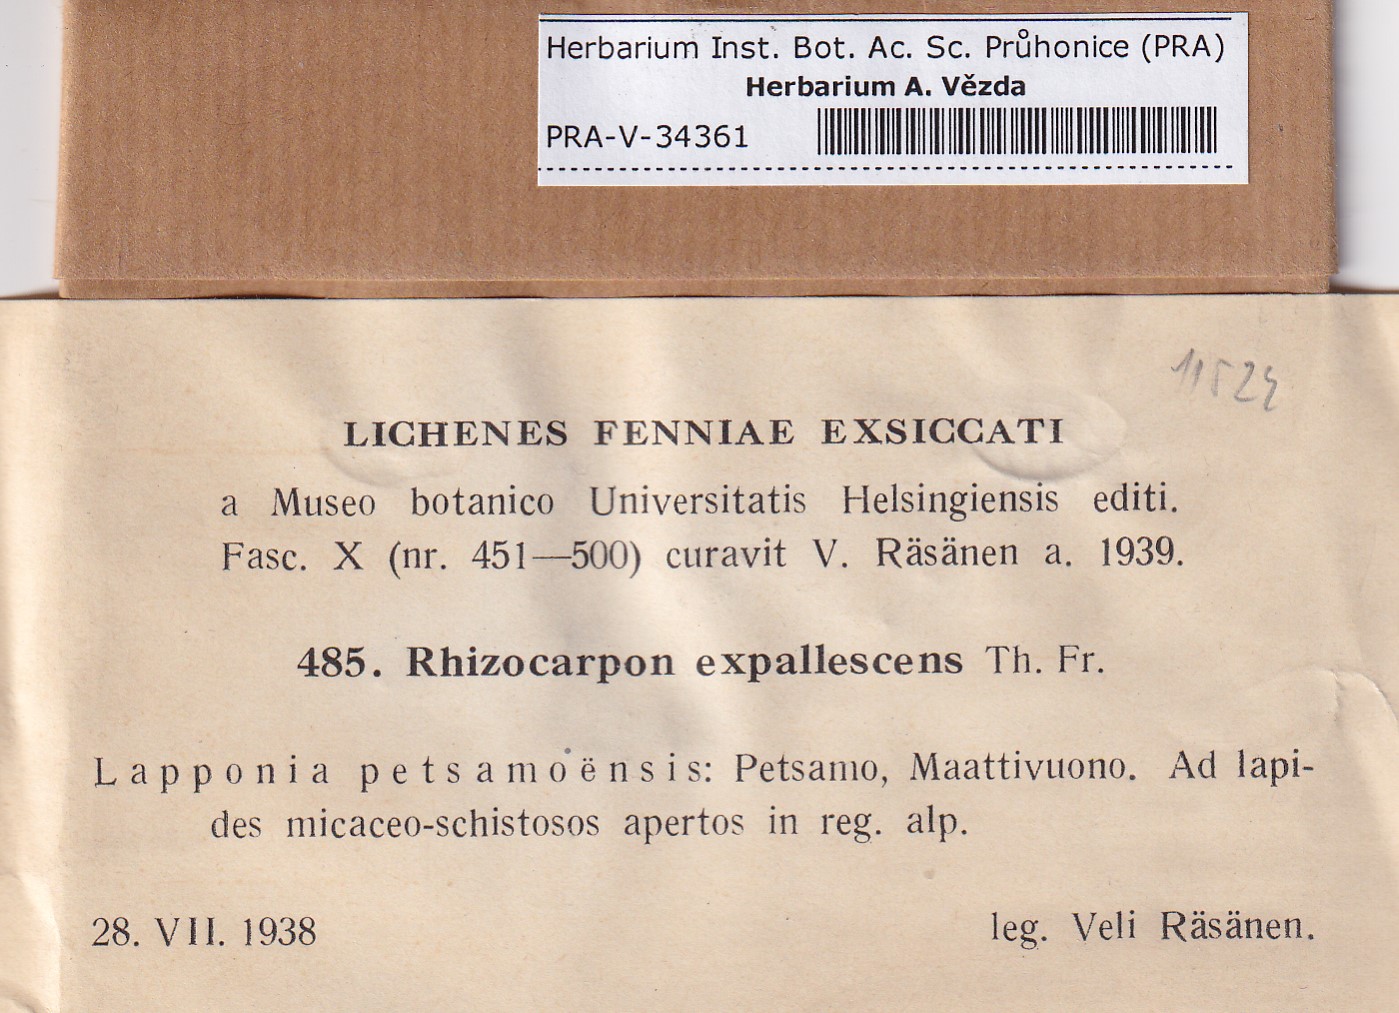 Herbarium Inst. Bot. Ac. Sc. Průhonice (PRA)
Herbarium A. Vězda
PRA-V-34361
11524
LICHENES FENNIAE EXSICCATI
a Museo botanico Universitatis Helsingiensis editi.
Fasc. X (nr. 451—500) curavit V. Räsänen a. 1939.
485. Rhizocarpon expallescens Th. Fr.
Lapponia petsamoënsis: Petsamo, Maattivuono. Ad lapi-
des micaceo-schistosos apertos in reg. alp.
28. VII. 1938
leg. Veli Räsänen.